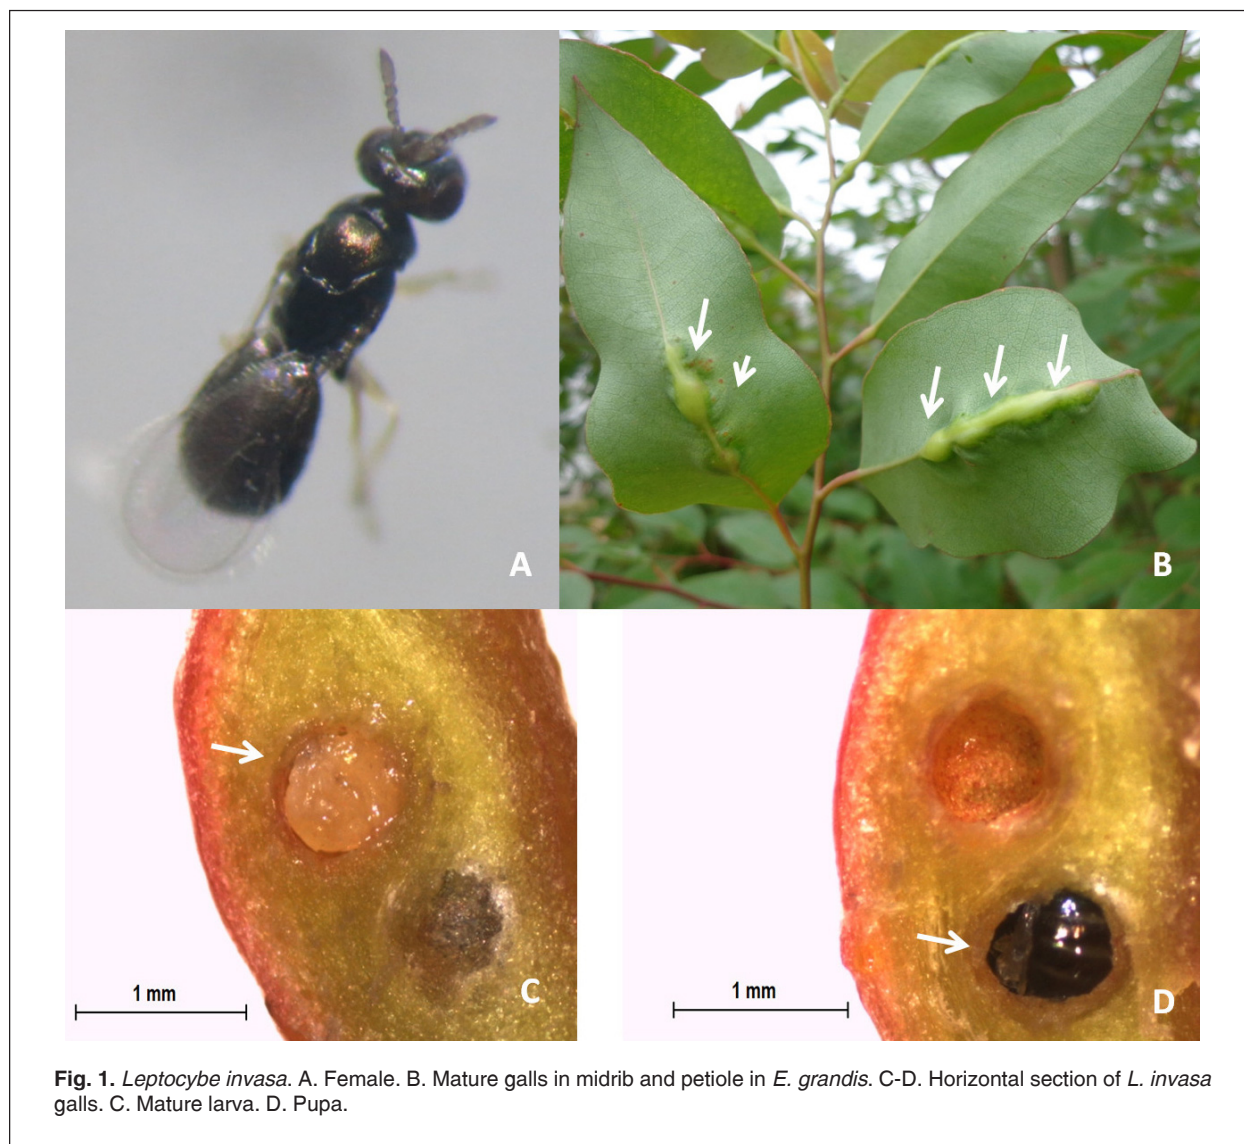 A
B
1 mm
C
1 mm
D
Fig. 1. Leptocybe invasa. A. Female. B. Mature galls in midrib and petiole in E. grandis. C-D. Horizontal section of L. invasa
galls. C. Mature larva. D. Pupa.